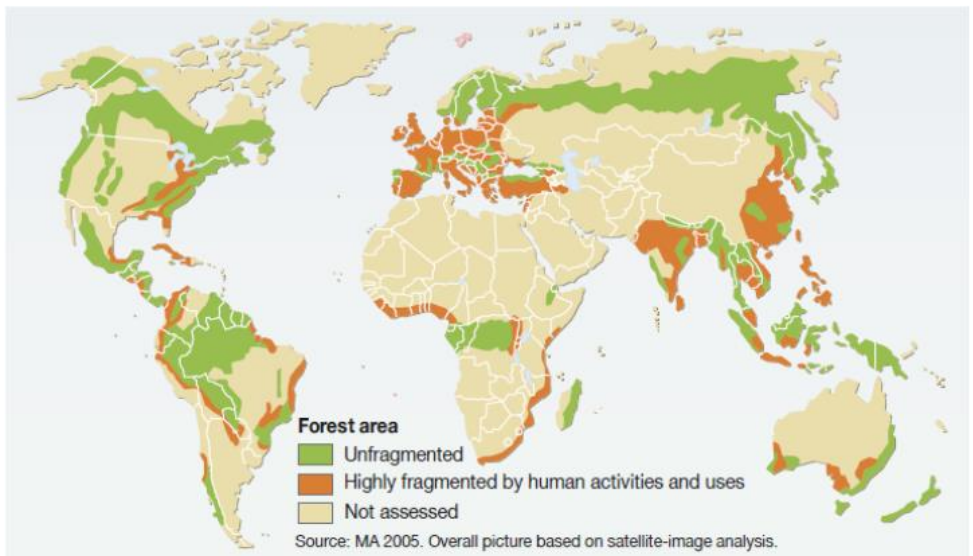 Forest area
Unfragmented
Highly fragmented by human activities and uses
Not assessed
Source: MA 2005. Overall picture based on satellite-image analysis.